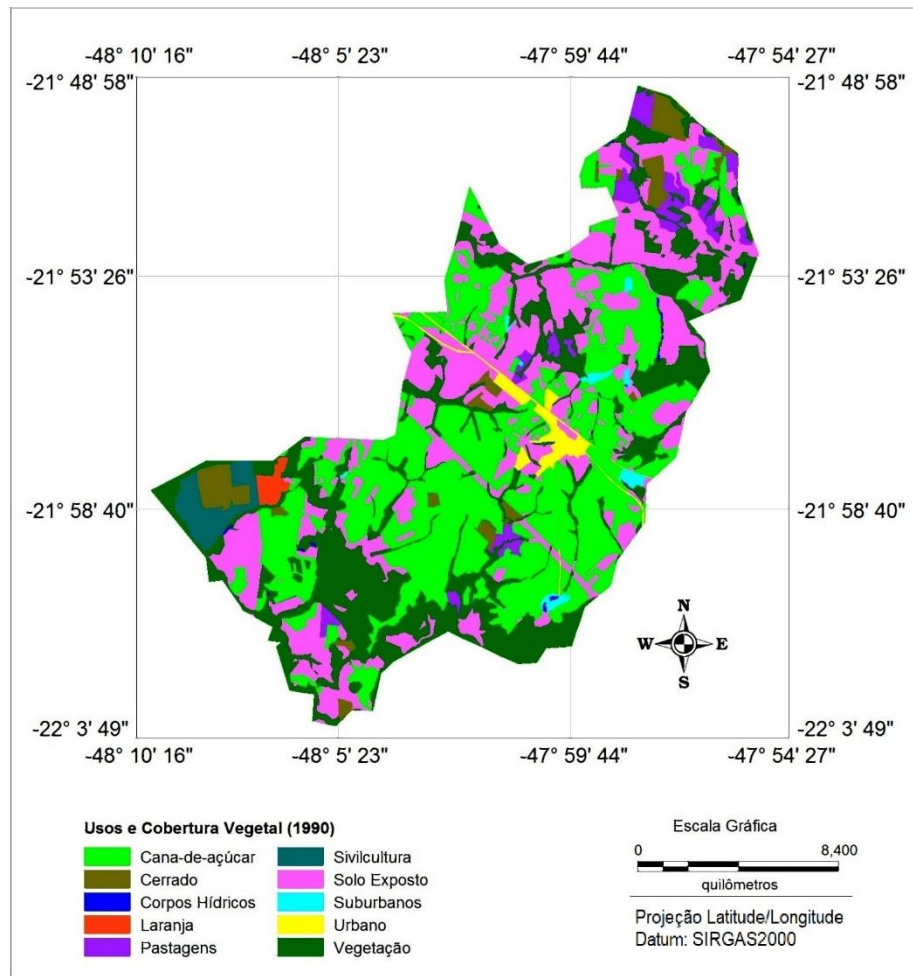 -48° 10' 16" -48° 5' 23" -47° 59' 44" -47° 54' 27"
-21° 48' 58" -21° 48' 58"
-21° 53' 26" -21° 53' 26"
-21° 58' 40" -21° 58' 40"
N
W E
S
-22° 3' 49" -22° 3' 49"
-48° 10' 16" -48° 5' 23" -47° 59' 44" -47° 54' 27"
Usos e Cobertura Vegetal (1990)
Cana-de-açúcar
Cerrado
Corpos Hídricos
Laranja
Pastagens
Sivilcultura
Solo Exposto
Suburbanos
Urbano
Vegetação
Escala Gráfica
0 8,400
quilômetros
Projeção Latitude/Longitude
Datum: SIRGAS2000